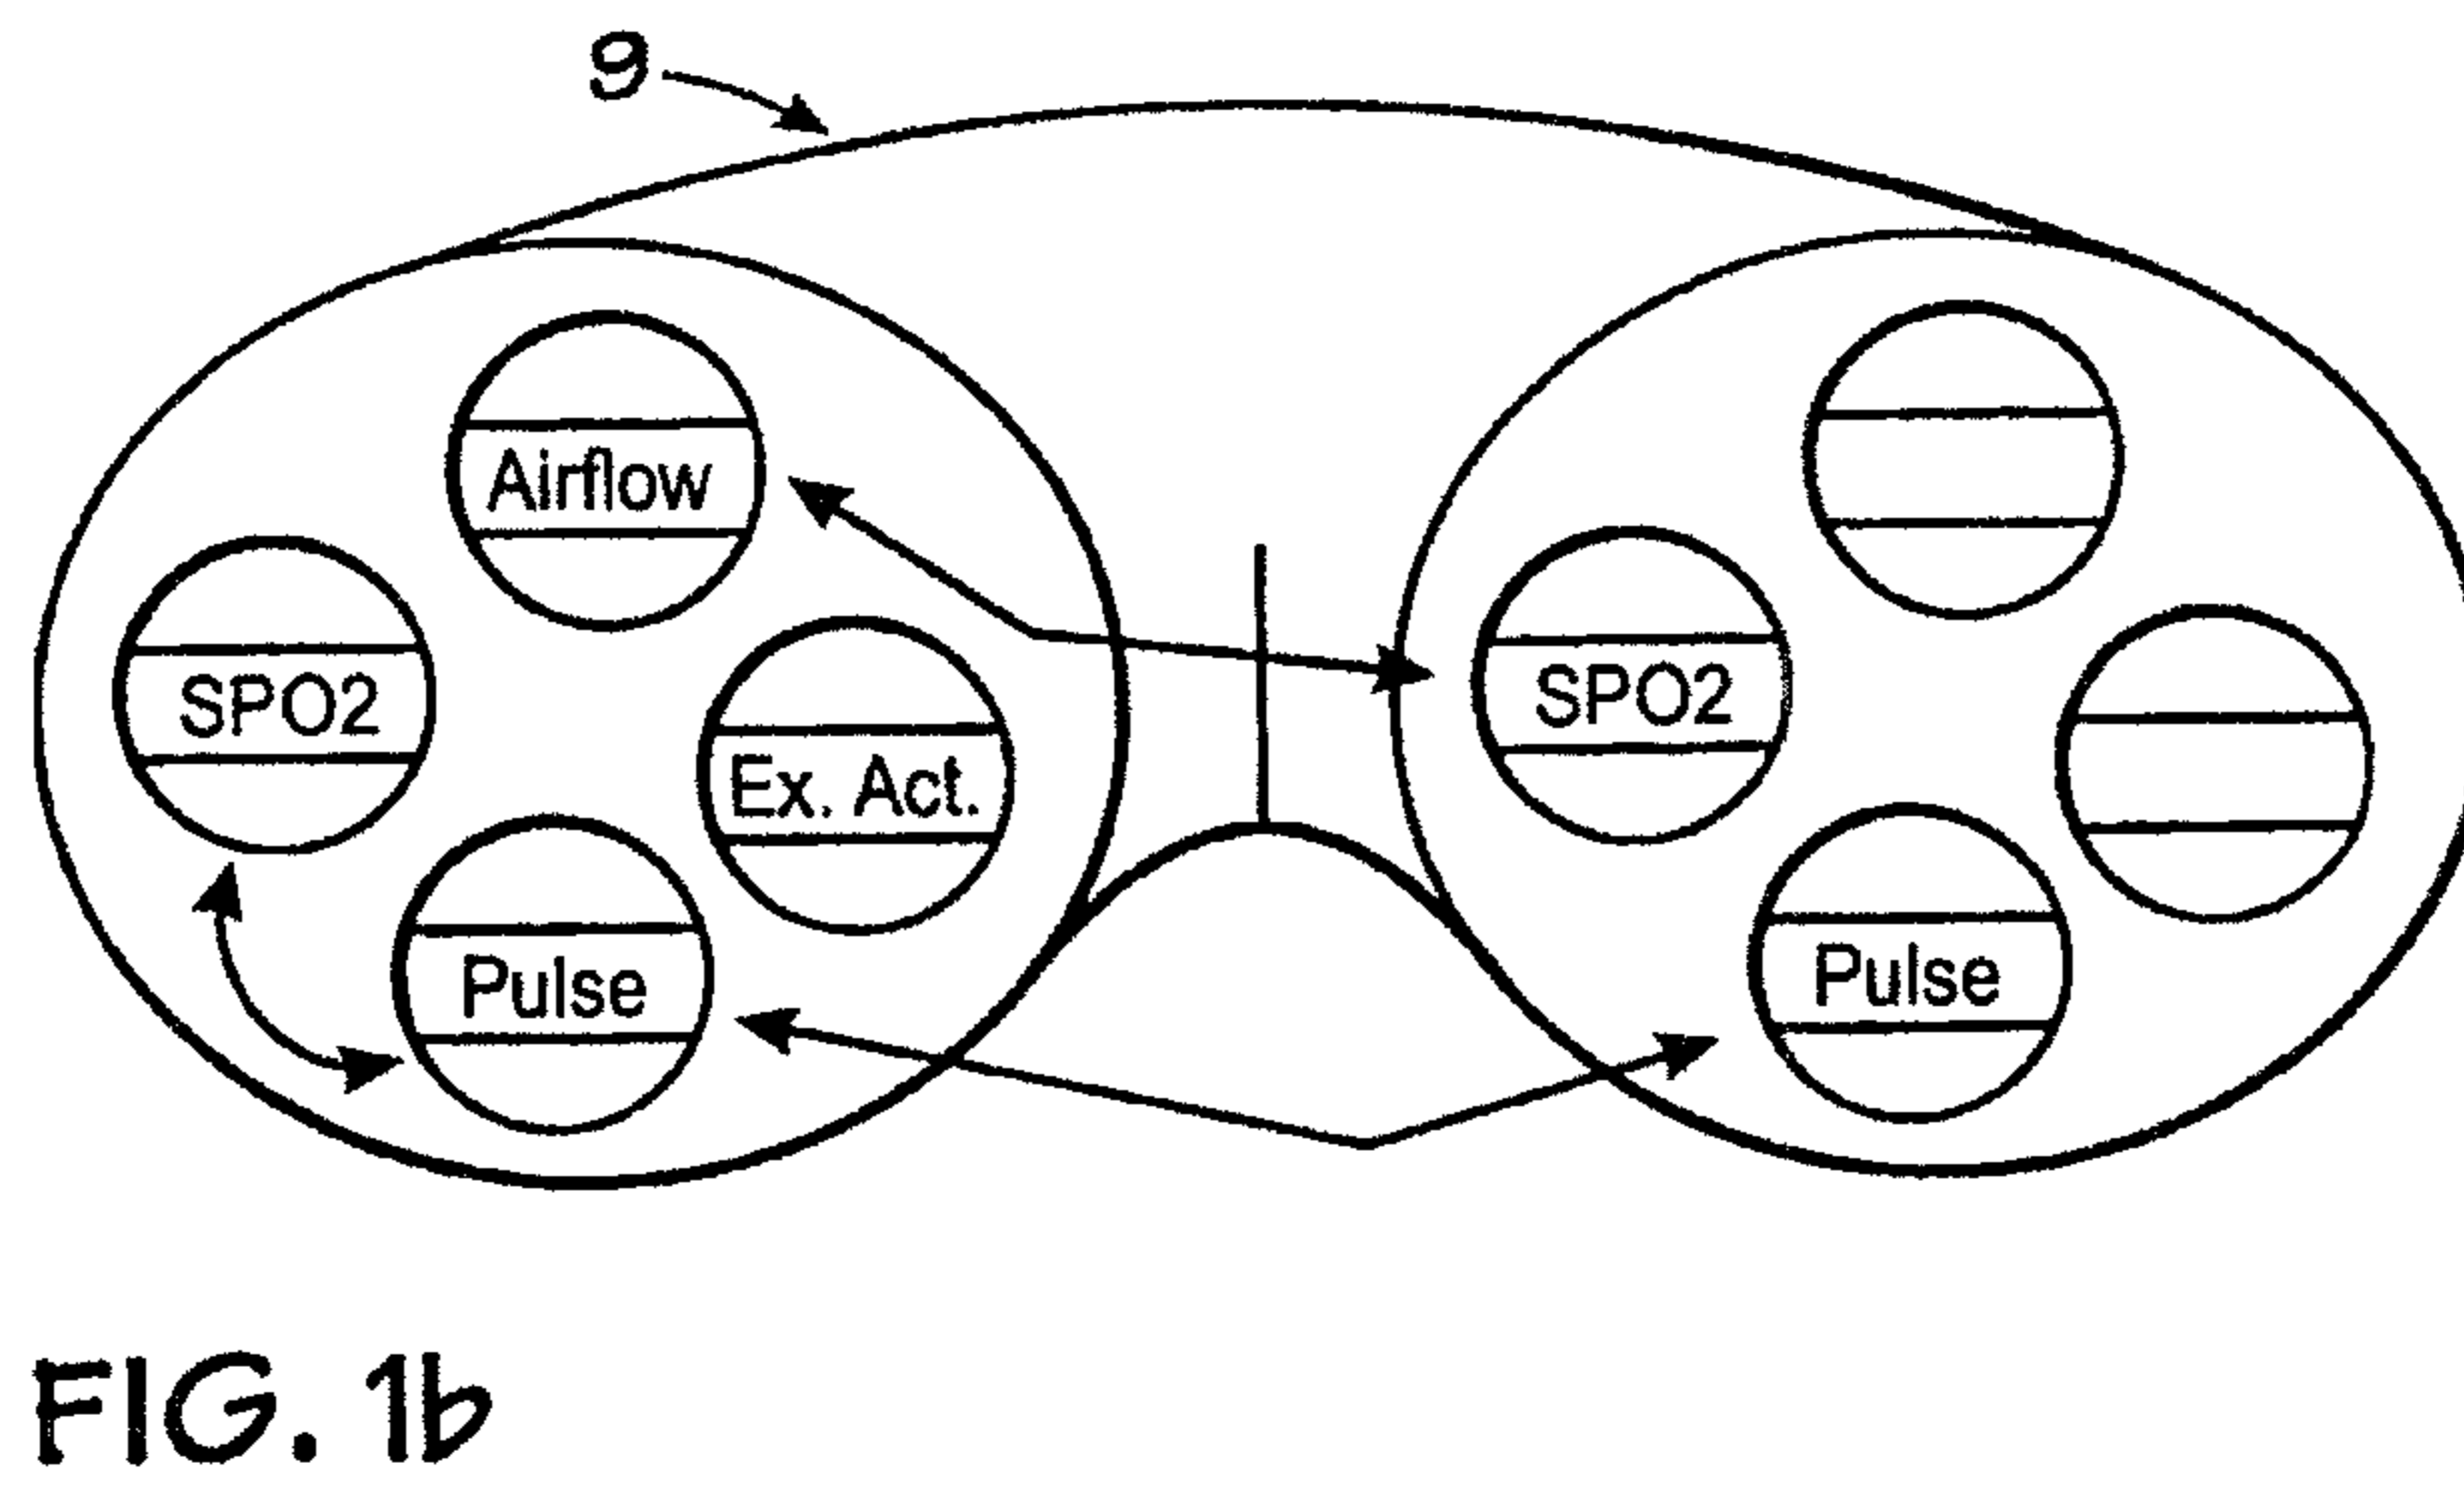 9
Airflow
SPO2
Ex. Act.
Pulse
SPO2
Pulse
FIG. 1b